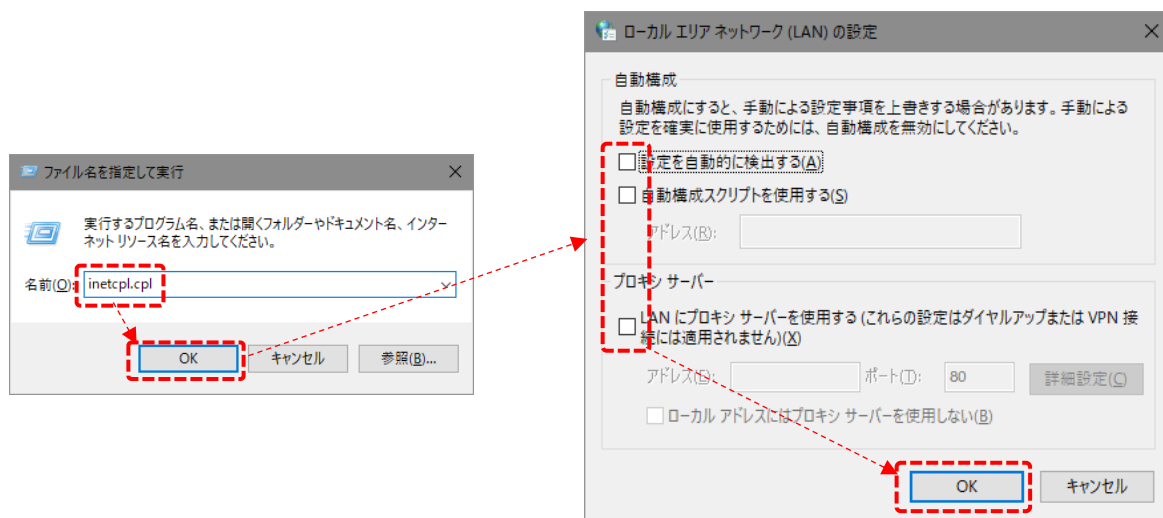 ファイル名を指定して実行
実行するプログラム名、または開くフォルダーやドキュメント名、インター
ネット リソース名を入力してください。
名前(O):
inetcpl.cpl
OK
キャンセル
参照(B)...
ローカル エリア ネットワーク (LAN) の設定
自動構成
自動構成にすると、手動による設定事項を上書きする場合があります。手動による
設定を確実に使用するためには、自動構成を無効にしてください。
設定を自動的に検出する(A)
自動構成スクリプトを使用する(S)
アドレス(R):
プロキシ サーバー
LAN にプロキシ サーバーを使用する (これらの設定はダイヤルアップまたは VPN 接
続には適用されません)(X)
アドレス(E):
ポート(T):
80
詳細設定(C)
ローカル アドレスにはプロキシ サーバーを使用しない(B)
OK
キャンセル